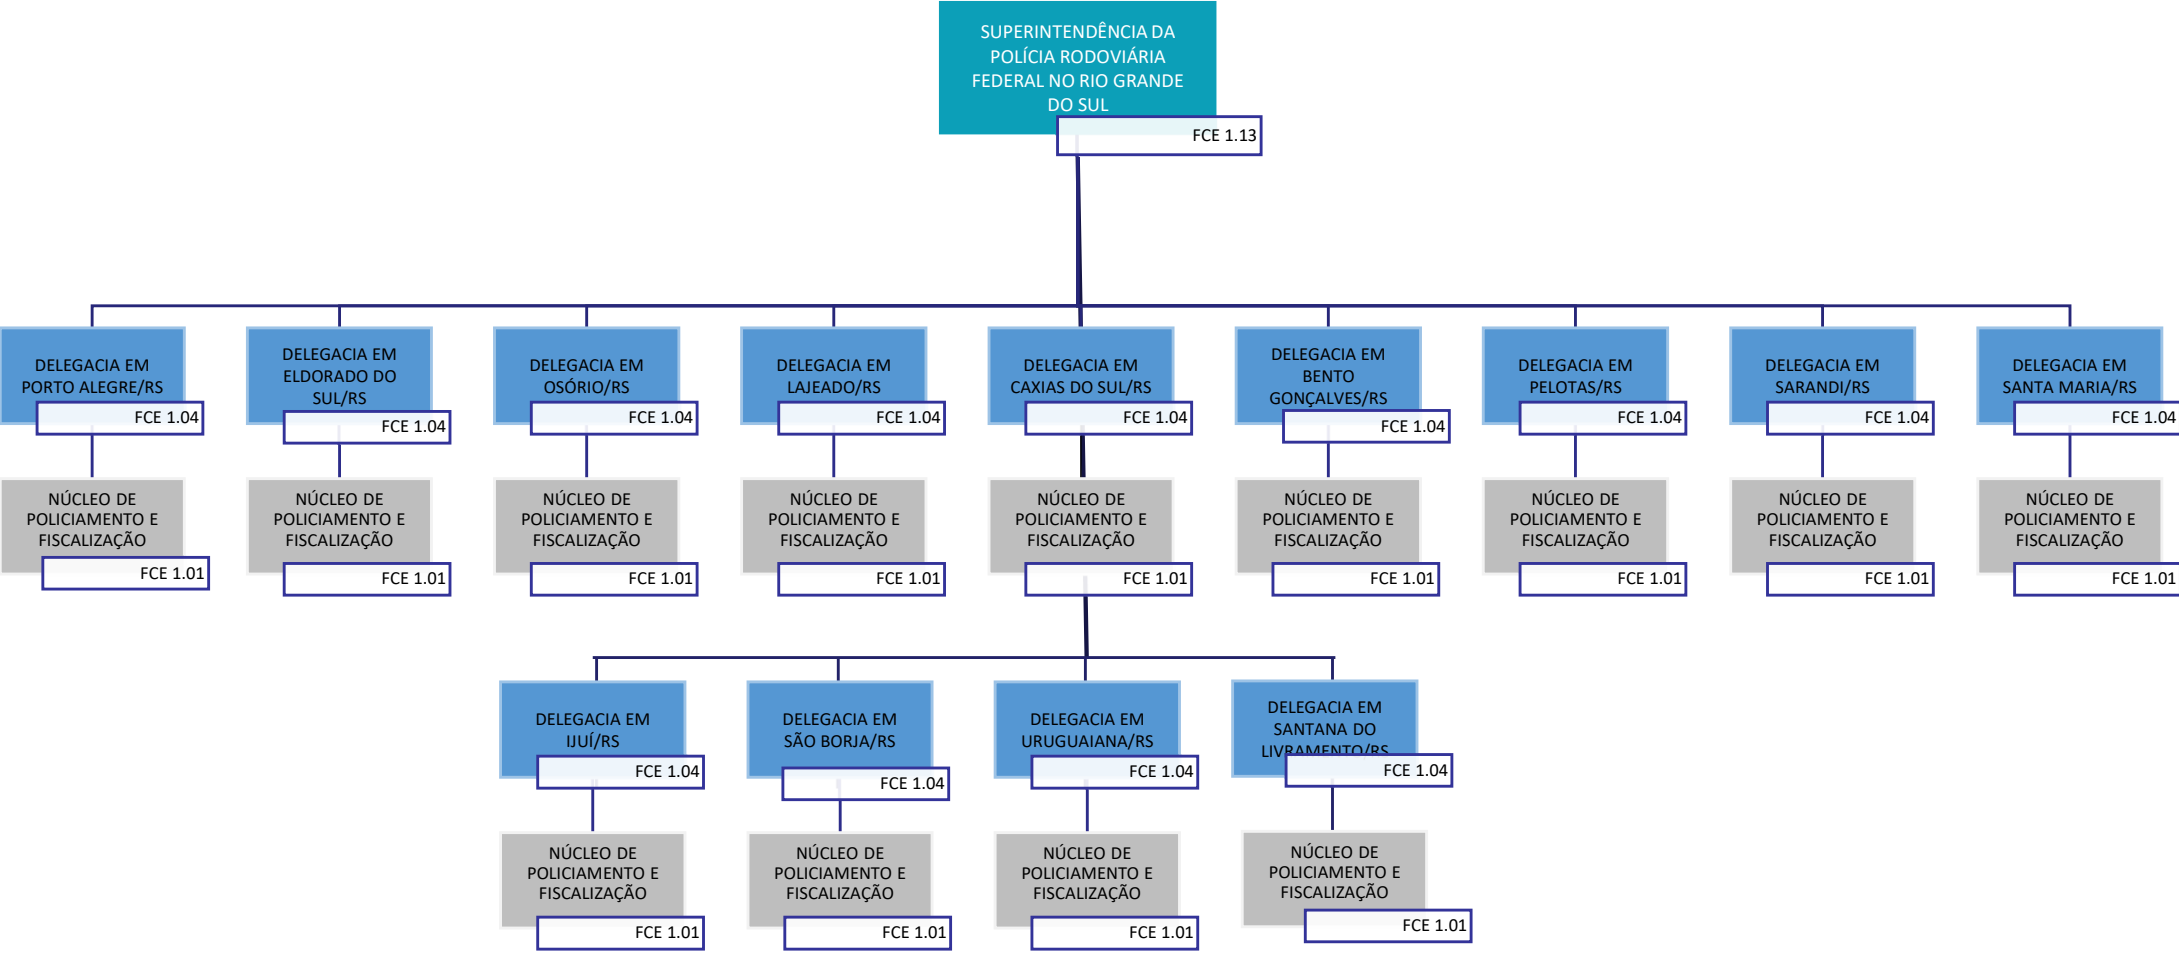 SUPERINTENDÊNCIA DA
POLÍCIA RODOVIÁRIA
FEDERAL NO RIO GRANDE
DO SUL
FCE 1.13
DELEGACIA EM
PORTO ALEGRE/RS
FCE 1.04
DELEGACIA EM
ELDORADO DO
SUL/RS
FCE 1.04
DELEGACIA EM
OSÓRIO/RS
FCE 1.04
DELEGACIA EM
LAJEADO/RS
FCE 1.04
DELEGACIA EM
CAXIAS DO SUL/RS
FCE 1.04
DELEGACIA EM
BENTO
GONÇALVES/RS
FCE 1.04
DELEGACIA EM
PELOTAS/RS
FCE 1.04
DELEGACIA EM
SARANDI/RS
FCE 1.04
DELEGACIA EM
SANTA MARIA/RS
FCE 1.04
NÚCLEO DE
POLICIAMENTO E
FISCALIZAÇÃO
FCE 1.01
NÚCLEO DE
POLICIAMENTO E
FISCALIZAÇÃO
FCE 1.01
NÚCLEO DE
POLICIAMENTO E
FISCALIZAÇÃO
FCE 1.01
NÚCLEO DE
POLICIAMENTO E
FISCALIZAÇÃO
FCE 1.01
NÚCLEO DE
POLICIAMENTO E
FISCALIZAÇÃO
FCE 1.01
NÚCLEO DE
POLICIAMENTO E
FISCALIZAÇÃO
FCE 1.01
NÚCLEO DE
POLICIAMENTO E
FISCALIZAÇÃO
FCE 1.01
NÚCLEO DE
POLICIAMENTO E
FISCALIZAÇÃO
FCE 1.01
NÚCLEO DE
POLICIAMENTO E
FISCALIZAÇÃO
FCE 1.01
DELEGACIA EM
IJUÍ/RS
FCE 1.04
DELEGACIA EM
SÃO BORJA/RS
FCE 1.04
DELEGACIA EM
URUGUAIANA/RS
FCE 1.04
DELEGACIA EM
SANTANA DO
LIVRAMENTO/RS
FCE 1.04
NÚCLEO DE
POLICIAMENTO E
FISCALIZAÇÃO
FCE 1.01
NÚCLEO DE
POLICIAMENTO E
FISCALIZAÇÃO
FCE 1.01
NÚCLEO DE
POLICIAMENTO E
FISCALIZAÇÃO
FCE 1.01
NÚCLEO DE
POLICIAMENTO E
FISCALIZAÇÃO
FCE 1.01